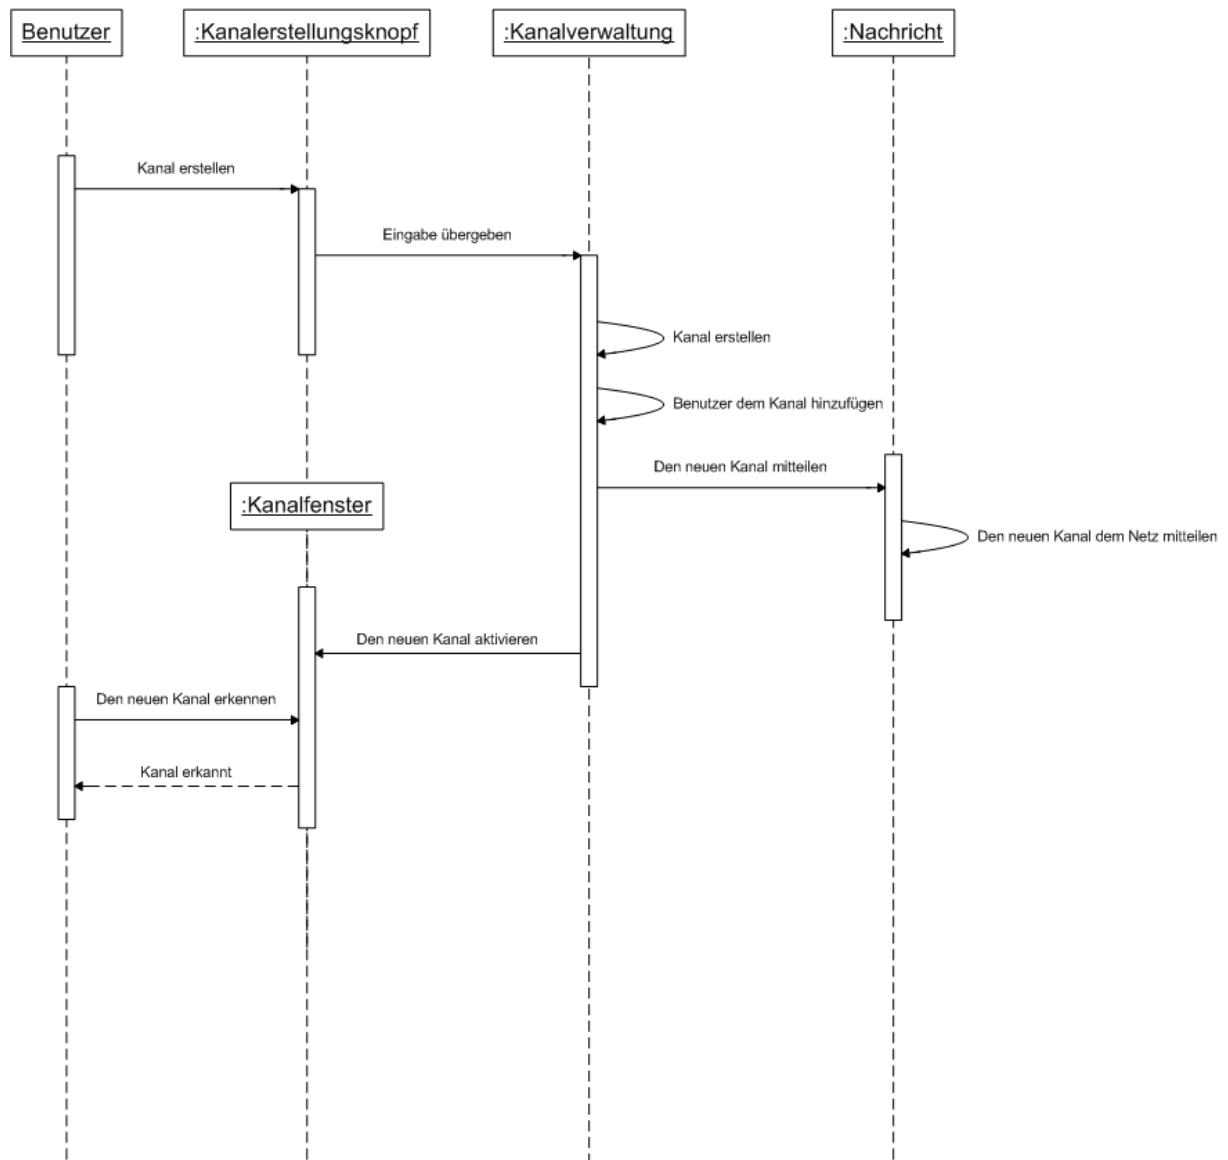 Benutzer
:Kanalerstellungsknopf
:Kanalverwaltung
:Nachricht
Kanal erstellen
Eingabe übergeben
Kanal erstellen
Benutzer dem Kanal hinzufügen
Den neuen Kanal mitteilen
:Kanalfenster
Den neuen Kanal dem Netz mitteilen
Den neuen Kanal aktivieren
Den neuen Kanal erkennen
Kanal erkannt